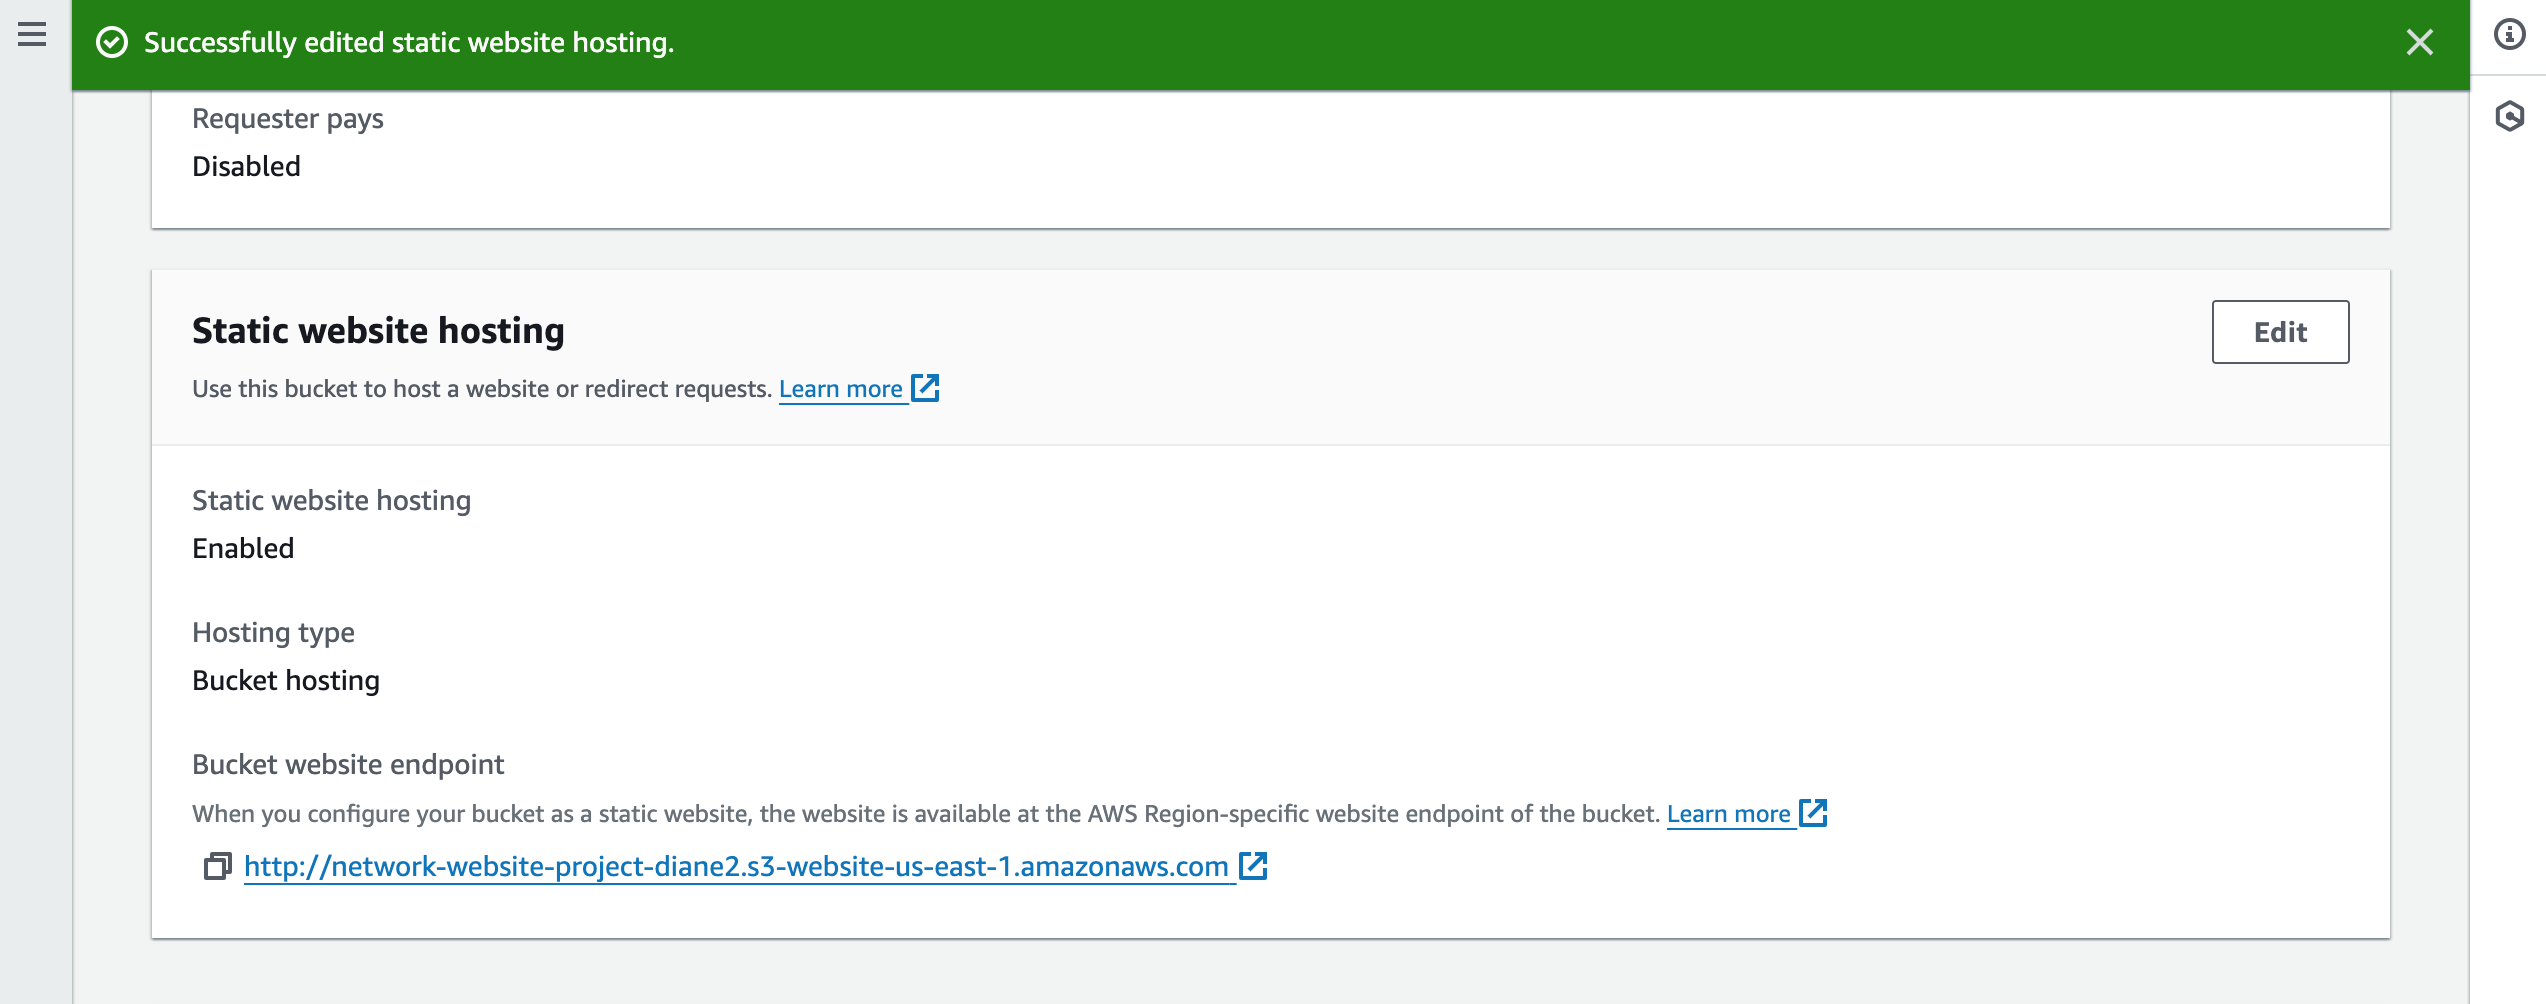 Successfully edited static website hosting.
Requester pays
Disabled
Static website hosting
Edit
Use this bucket to host a website or redirect requests. Learn more
Static website hosting
Enabled
Hosting type
Bucket hosting
Bucket website endpoint
When you configure your bucket as a static website, the website is available at the AWS Region-specific website endpoint of the bucket. Learn more
http://network-website-project-diane2.s3-website-us-east-1.amazonaws.com